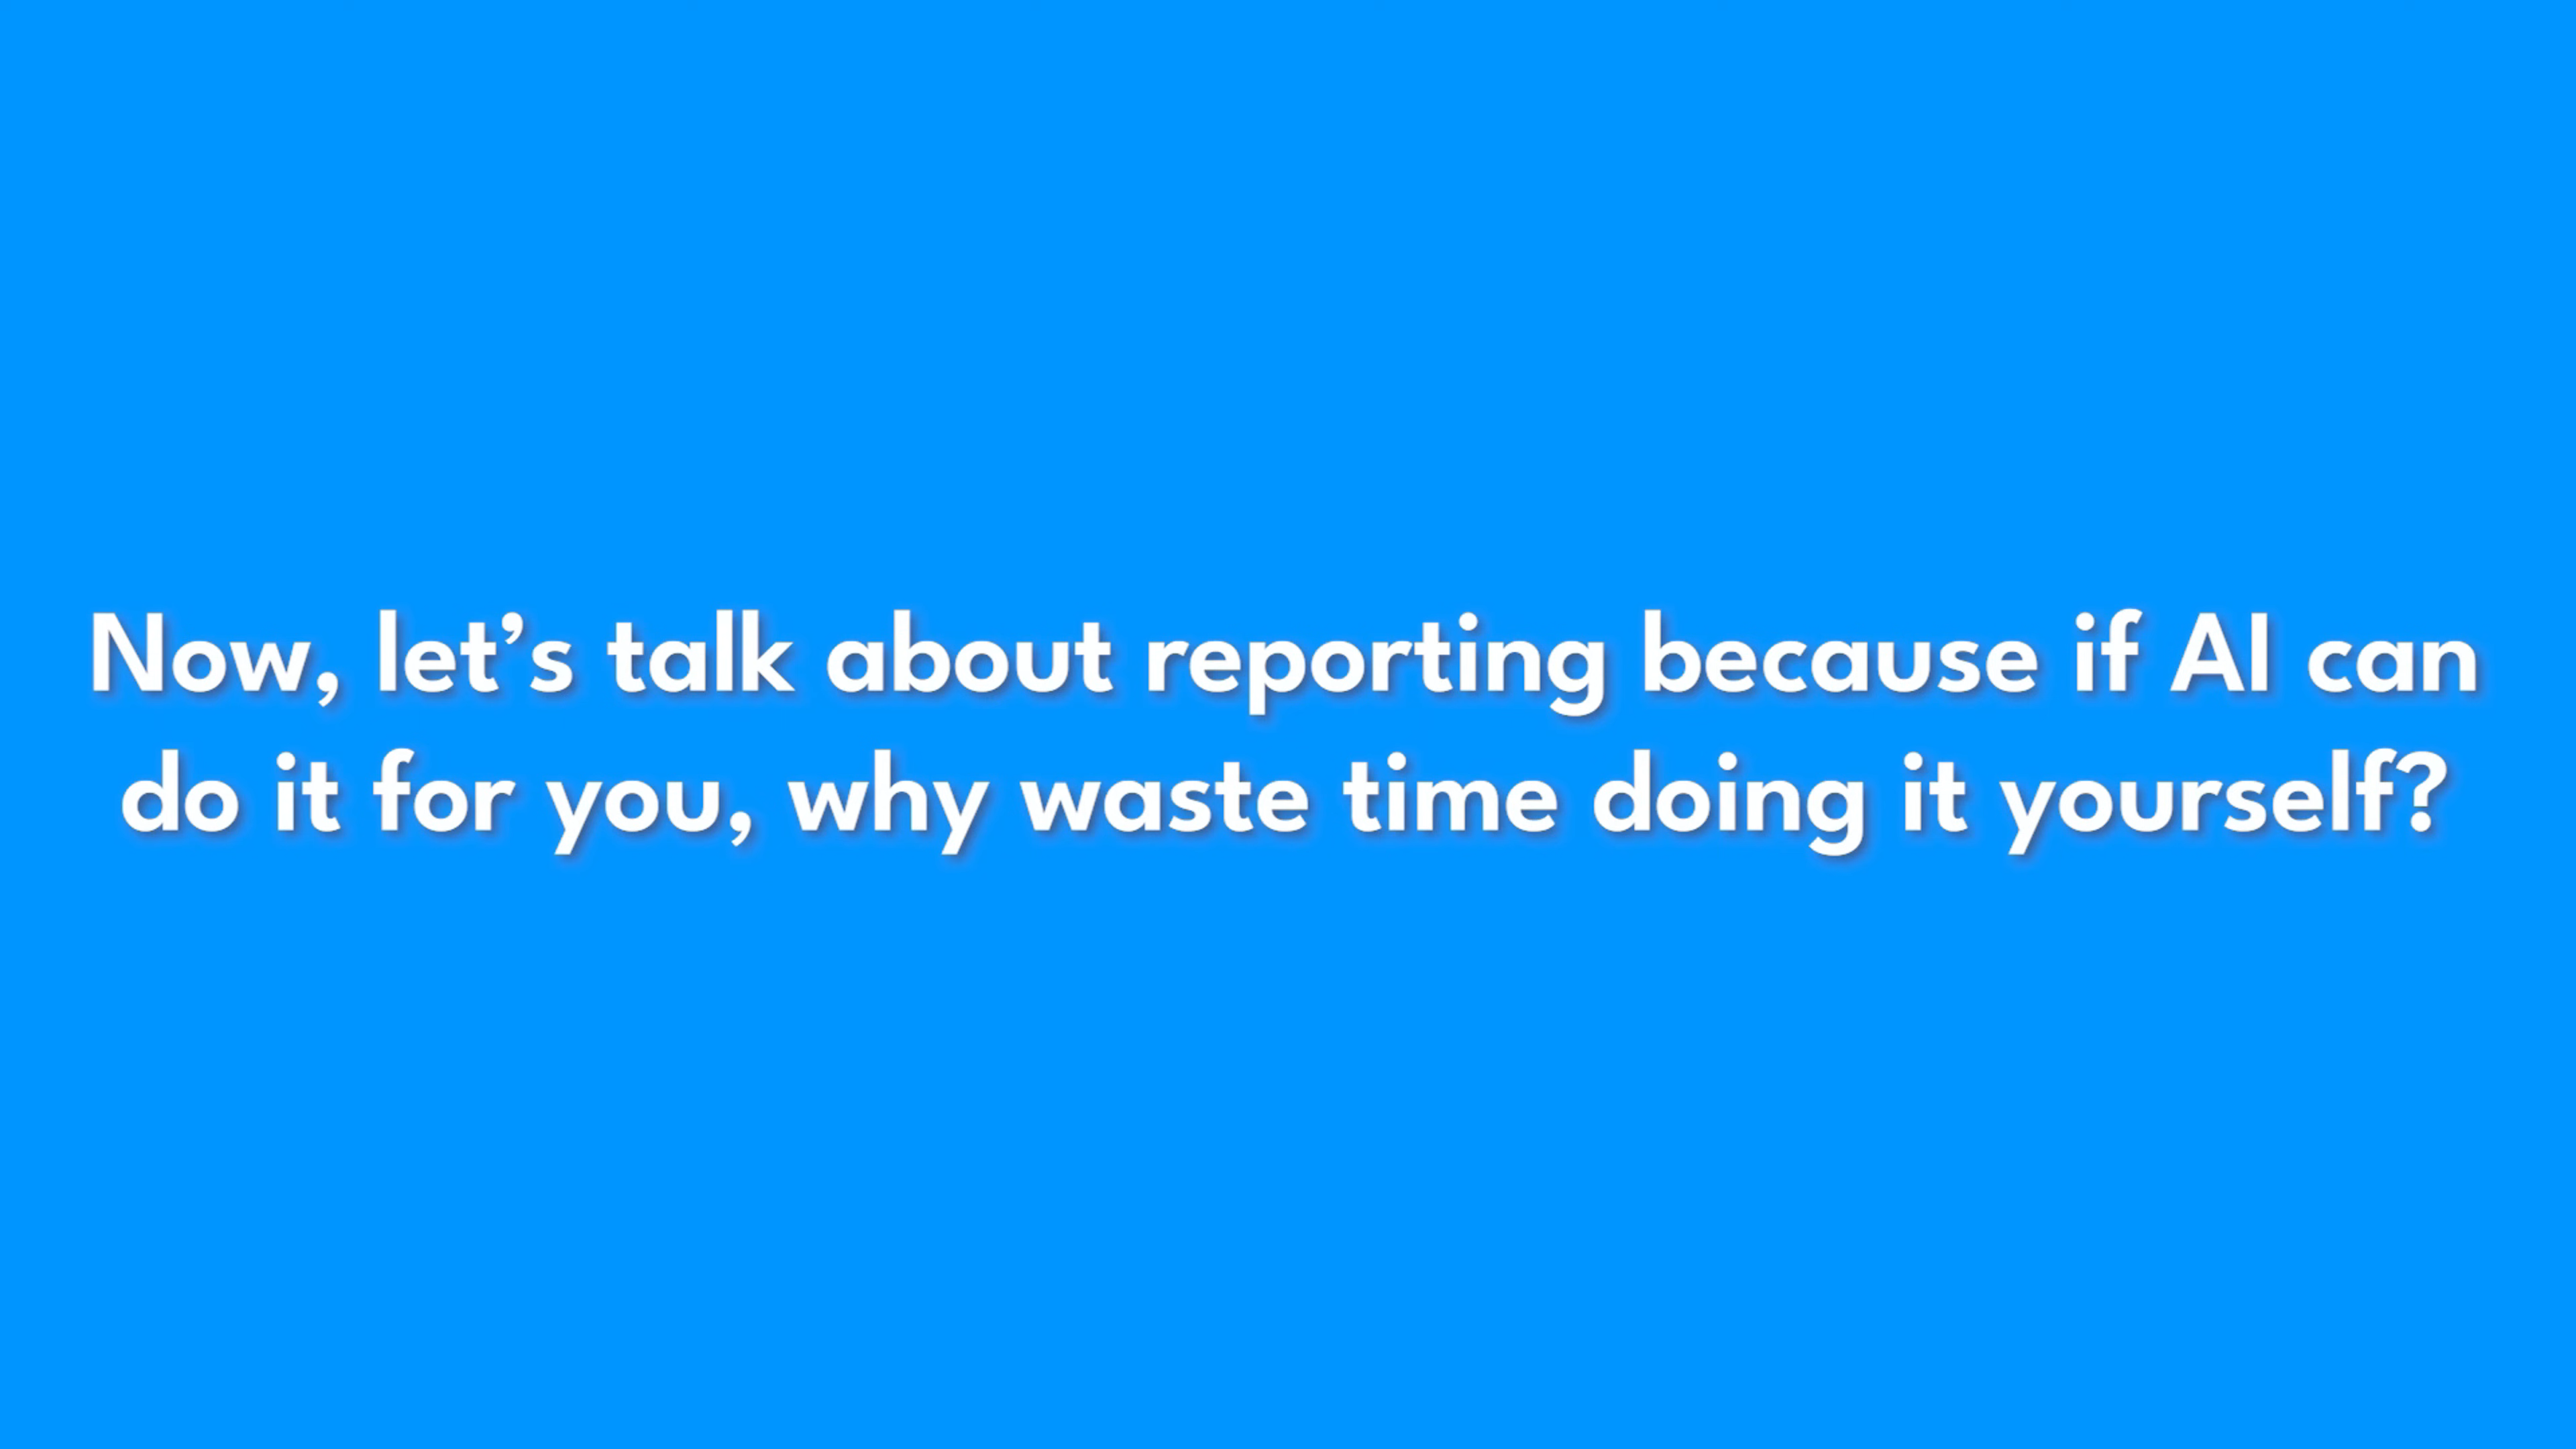 Now, let’s talk about reporting because if AI can
do it for you, why waste time doing it yourself?